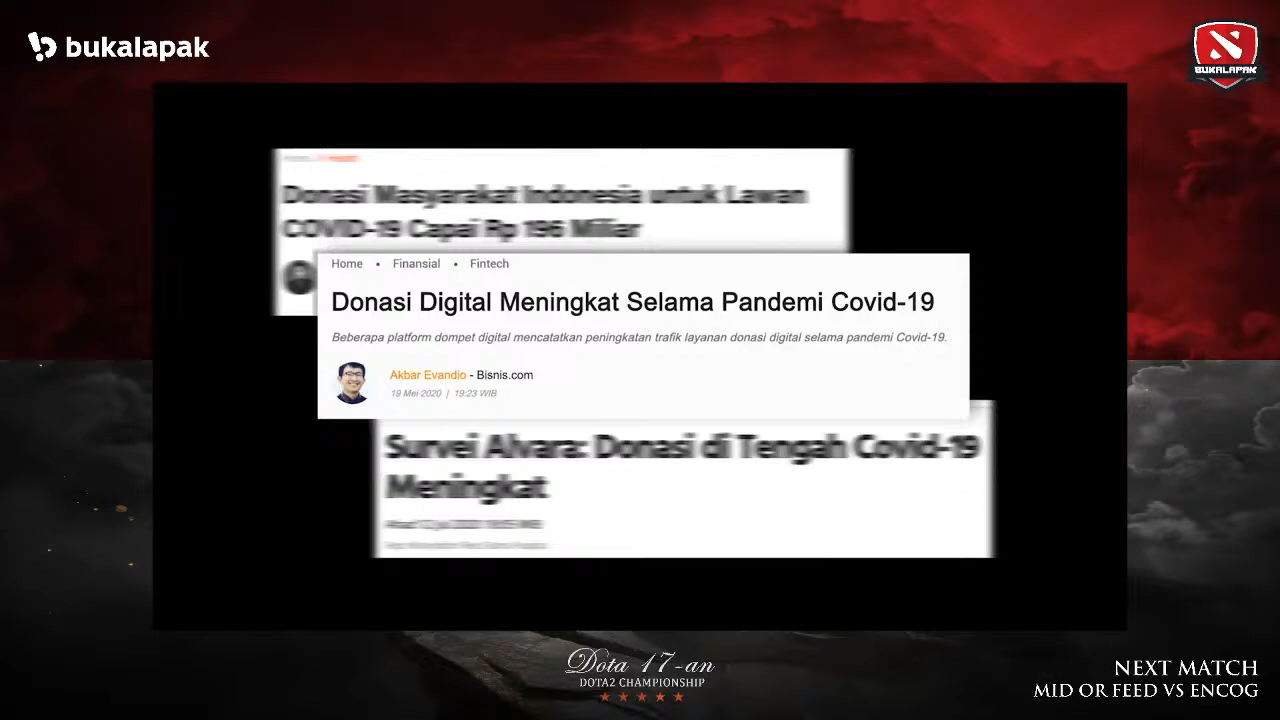 bukalapak
BUKALAPAK
Donasi Masyarakat Indonesia untuk Lawan
COVID-19 Capai Rp 196 Miliar
Home • Finansial • Fintech
Donasi Digital Meningkat Selama Pandemi Covid-19
Beberapa platform dompet digital mencatatkan peningkatan trafik layanan donasi digital selama pandemi Covid-19.
Akbar Evandio - Bisnis.com
19 Mei 2020 | 19:23 WIB
Survei Alvara: Donasi di Tengah Covid-19
Meningkat
Dota 17-an
DOTA2 CHAMPIONSHIP
NEXT MATCH
MID OR FEED VS ENCOG